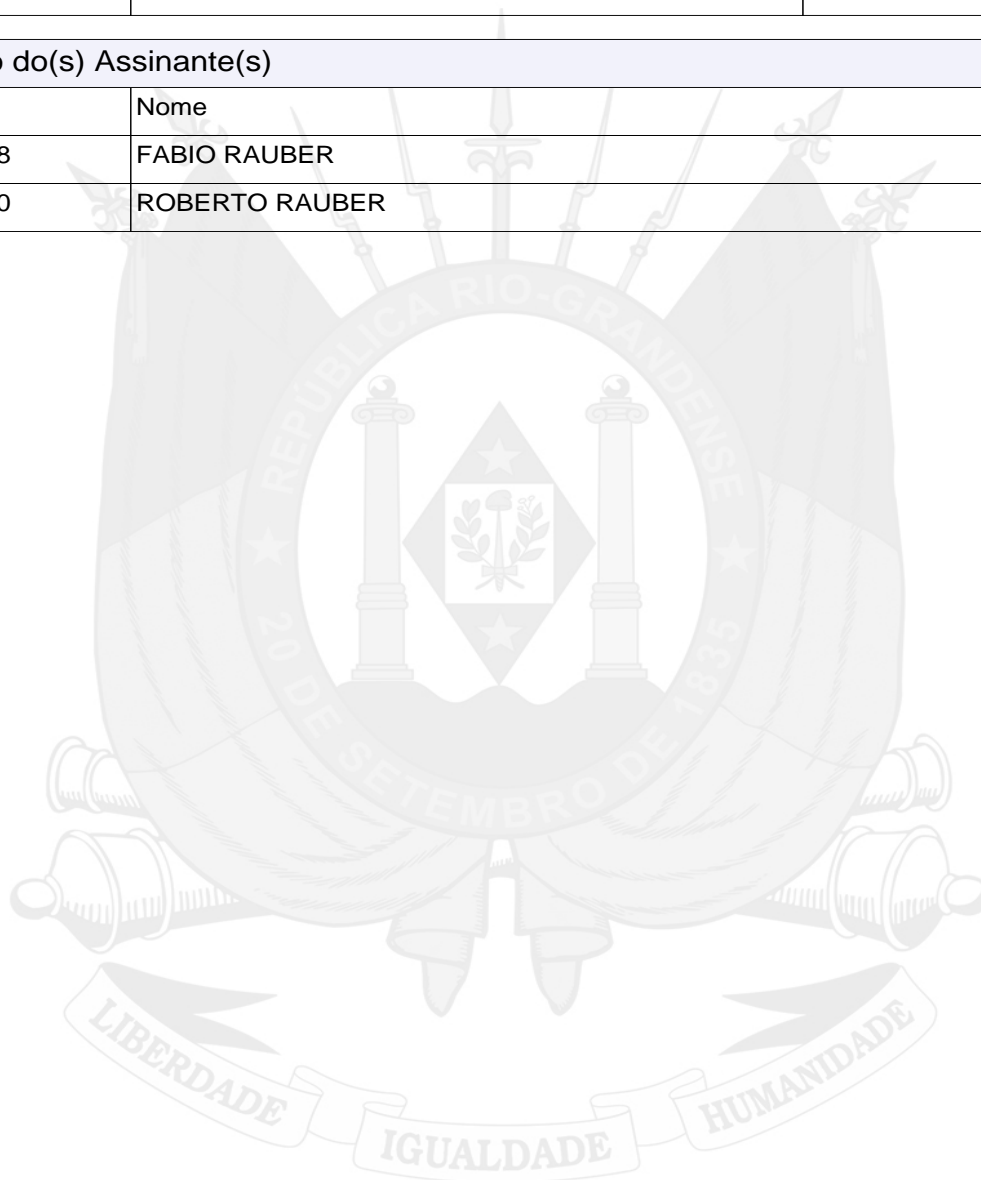 o do(s) Assinante(s)
Nome
8 FABIO RAUBER
0 ROBERTO RAUBER
REPÚBLICA RIO-GRANDENSE
★ 20 DE SETEMBRO DE 1835 ★
LIBERDADE IGUALDADE HUMANIDADE